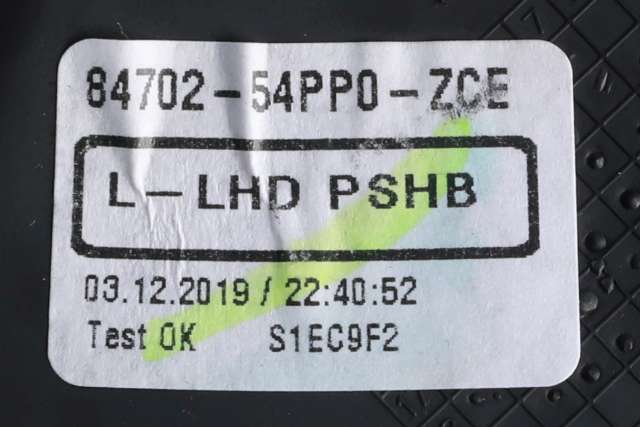 84702-54PP0-ZCE
L-LHD PSHB
03.12.2019 / 22:40:52
Test OK S1EC9F2